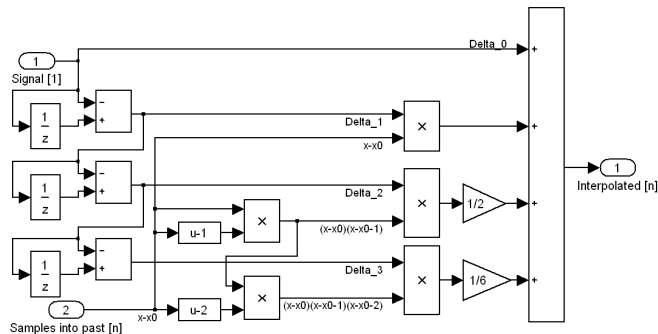 Delta_0
+
1
Signal [1]
−
+
1
z
Delta_1
×
x-x0
+
1
Interpolated [n]
−
+
1
z
Delta_2
×
1/2
+
u-1
×
(x-x0)(x-x0-1)
−
+
1
z
Delta_3
×
1/6
+
2
Samples into past [n]
x-x0
u-2
×
(x-x0)(x-x0-1)(x-x0-2)